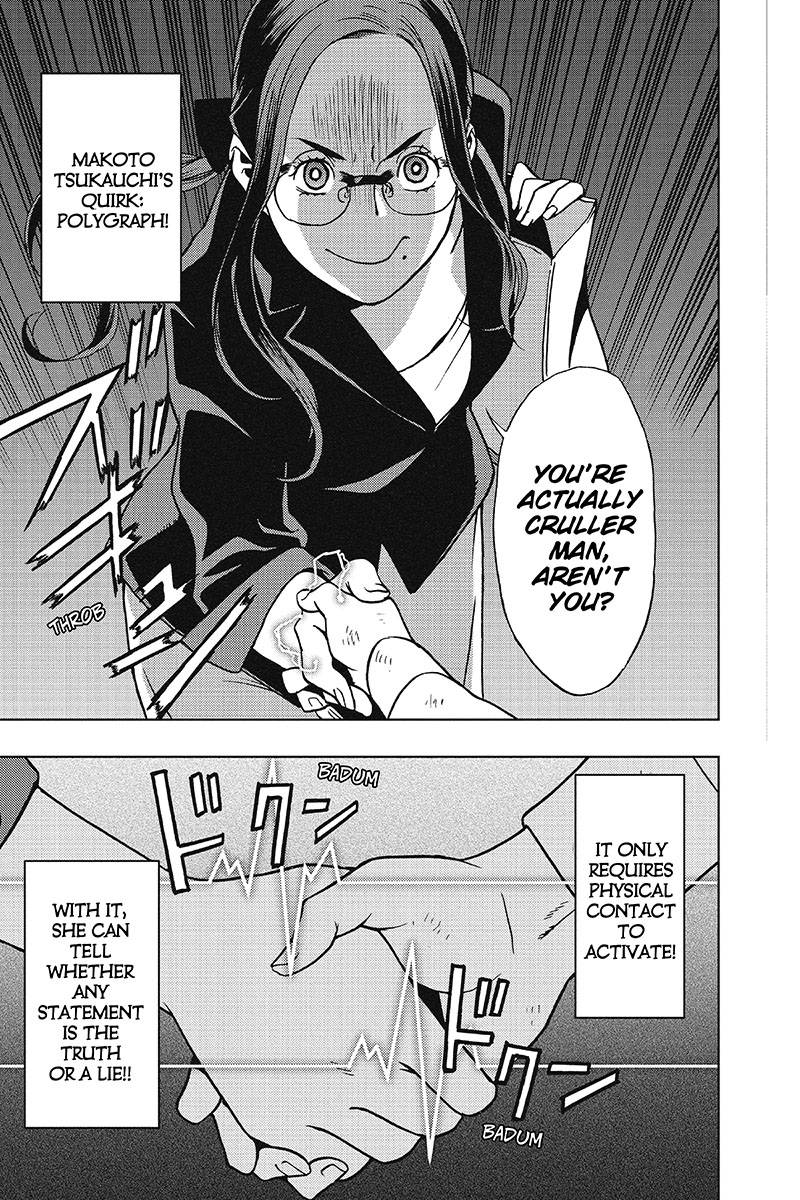 MAKOTO
TSUKAUCHI'S
QUIRK:
POLYGRAPH!
YOU'RE
ACTUALLY
CRULLER
MAN,
AREN'T
YOU?
THROB
ドクン
BADUM
IT ONLY
REQUIRES
PHYSICAL
CONTACT
TO
ACTIVATE!
WITH IT,
SHE CAN
TELL
WHETHER
ANY
STATEMENT
IS THE
TRUTH
OR A LIE!!
ドクン
BADUM